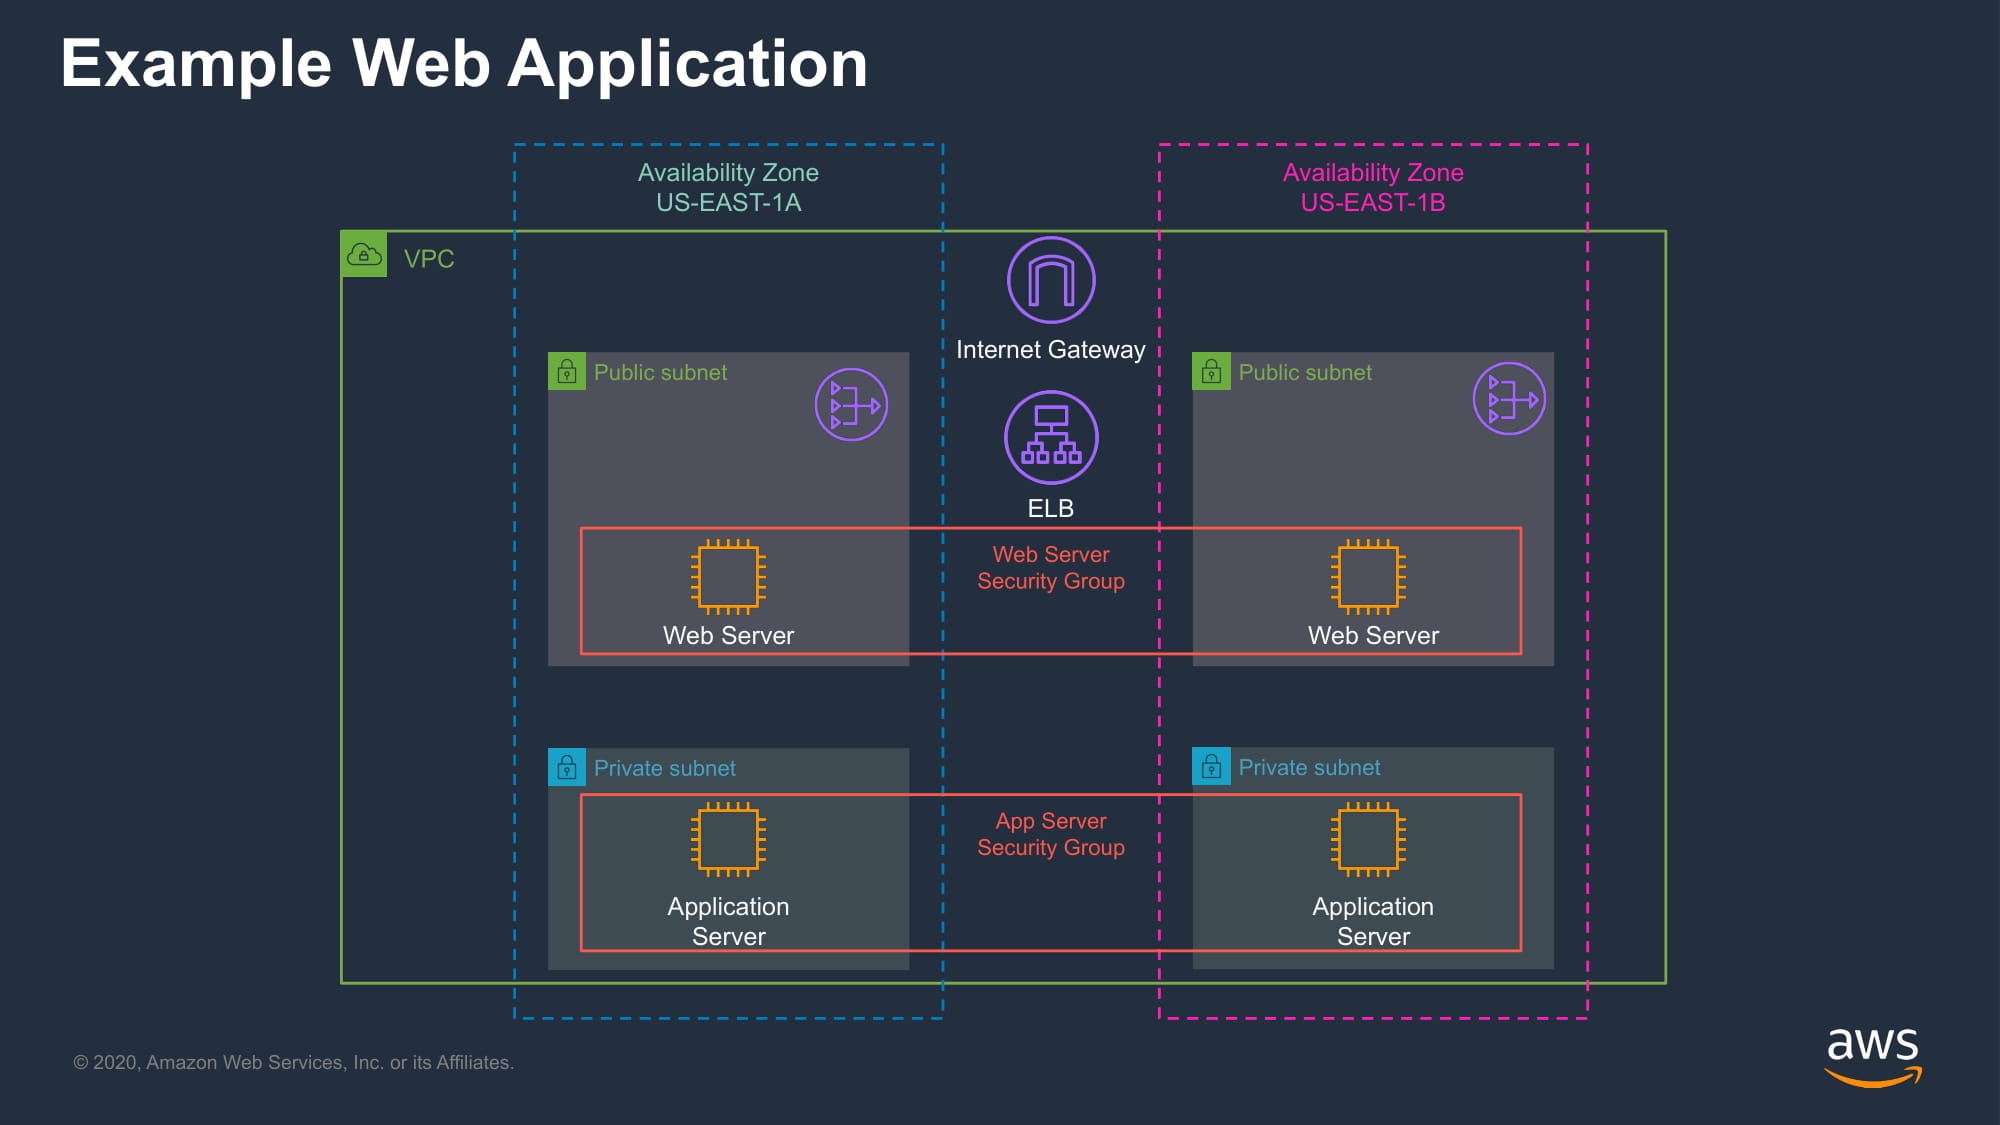 Example Web Application
Availability Zone
US-EAST-1A
Availability Zone
US-EAST-1B
VPC
Internet Gateway
Public subnet
Public subnet
ELB
Web Server
Security Group
Web Server
Web Server
Private subnet
Private subnet
App Server
Security Group
Application
Server
Application
Server
© 2020, Amazon Web Services, Inc. or its Affiliates.
aws